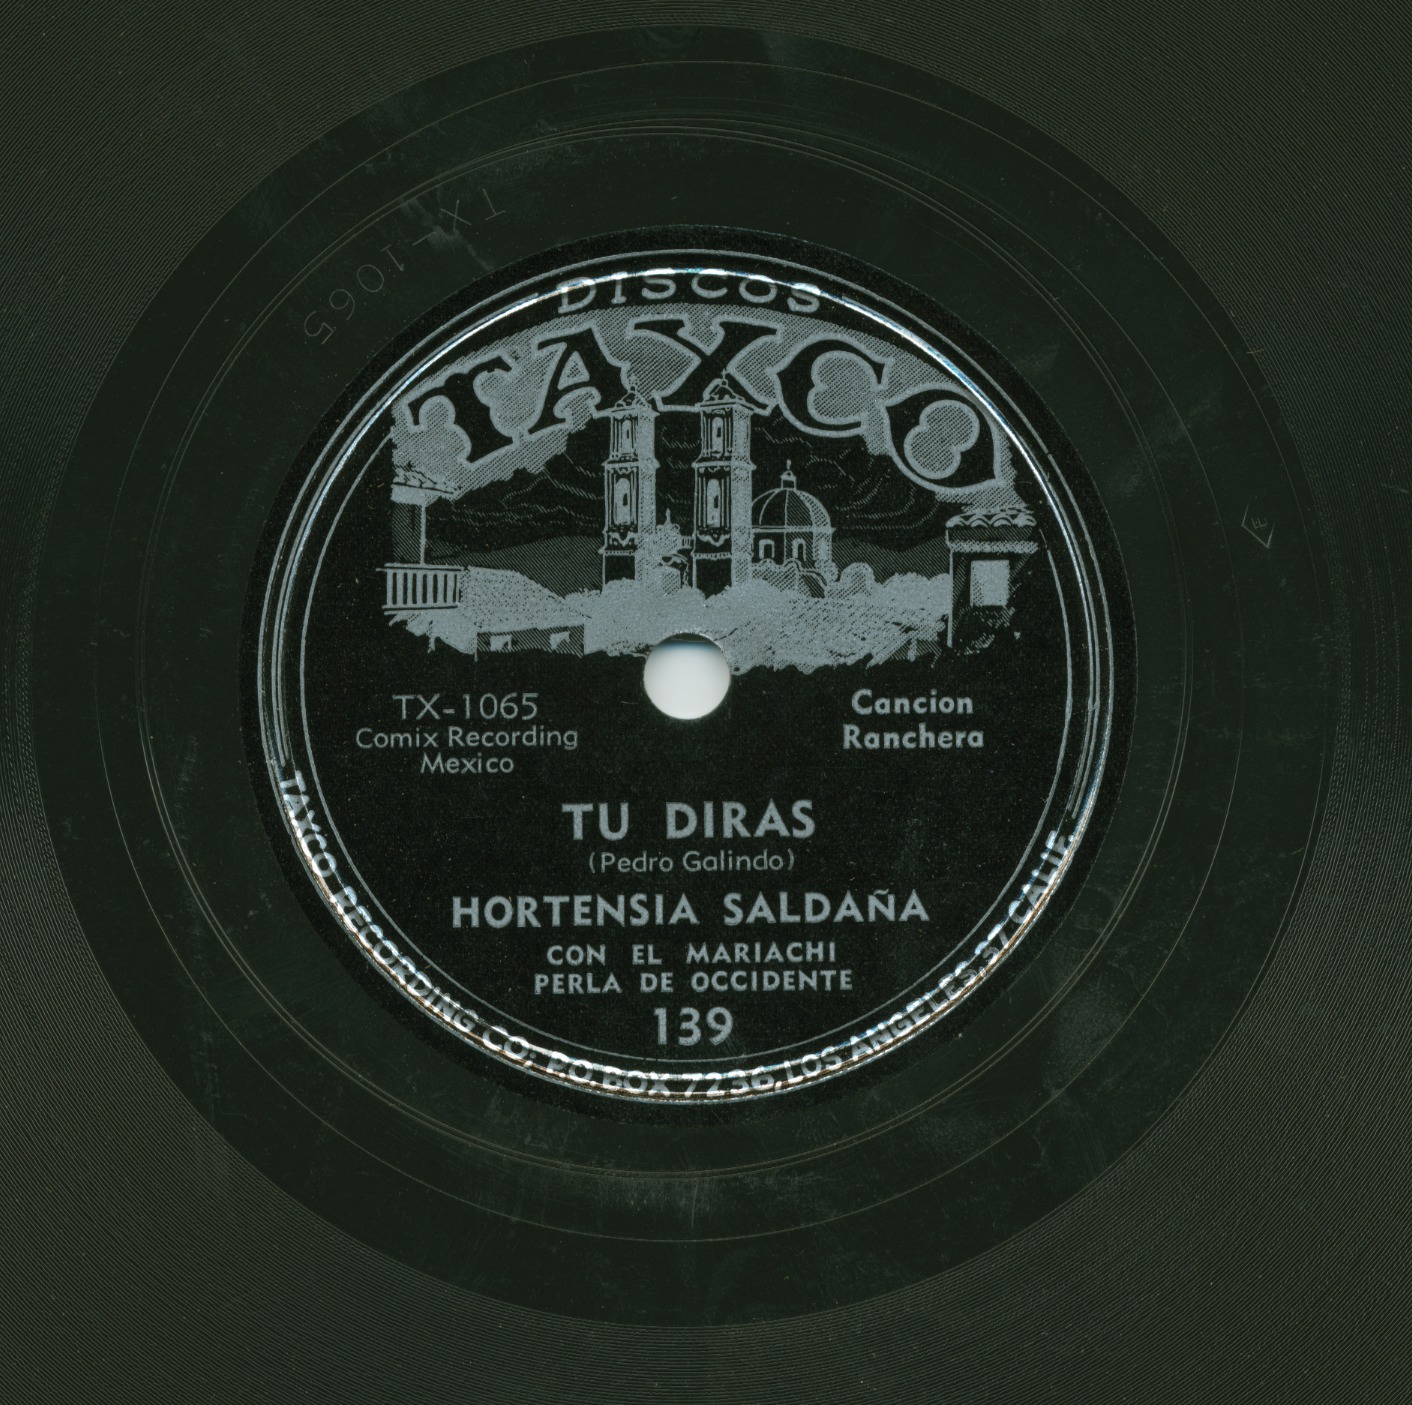 DISCOS
TAXCO
TX-1065
Comix Recording
Mexico
Cancion
Ranchera
TU DIRAS
(Pedro Galindo)
HORTENSIA SALDAÑA
CON EL MARIACHI
PERLA DE OCCIDENTE
139
TAXCO RECORDING CO: P.O. BOX 7236, LOS ANGELES, 37 CALIF.
TX-1065